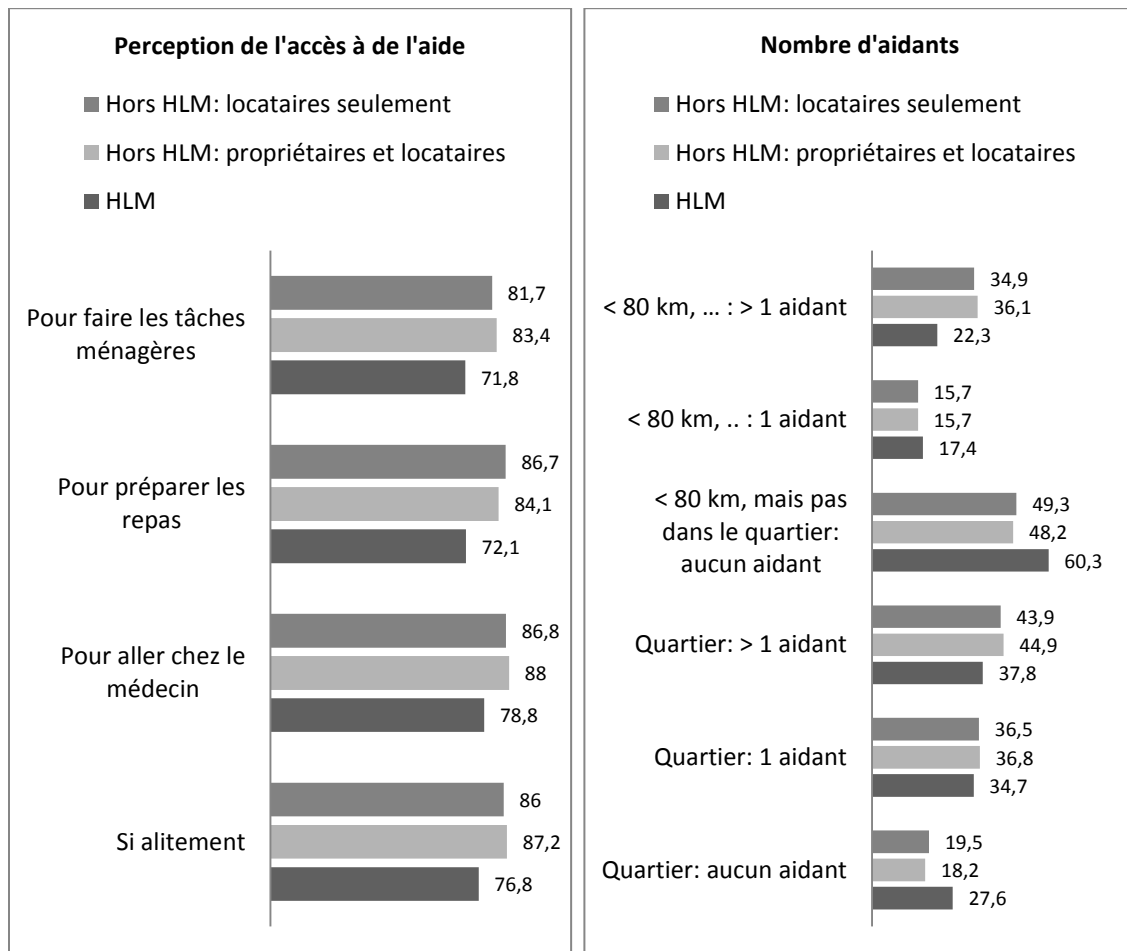 Perception de l'accès à de l'aide
Hors HLM: locataires seulement
Hors HLM: propriétaires et locataires
HLM
Pour faire les tâches
ménagères
81,7
83,4
71,8
Pour préparer les
repas
86,7
84,1
72,1
Pour aller chez le
médecin
86,8
88
78,8
Si alitement
86
87,2
76,8
Nombre d'aidants
Hors HLM: locataires seulement
Hors HLM: propriétaires et locataires
HLM
< 80 km, ... : > 1 aidant
34,9
36,1
22,3
< 80 km, .. : 1 aidant
15,7
15,7
17,4
< 80 km, mais pas
dans le quartier:
aucun aidant
49,3
48,2
60,3
Quartier: > 1 aidant
43,9
44,9
37,8
Quartier: 1 aidant
36,5
36,8
34,7
Quartier: aucun aidant
19,5
18,2
27,6